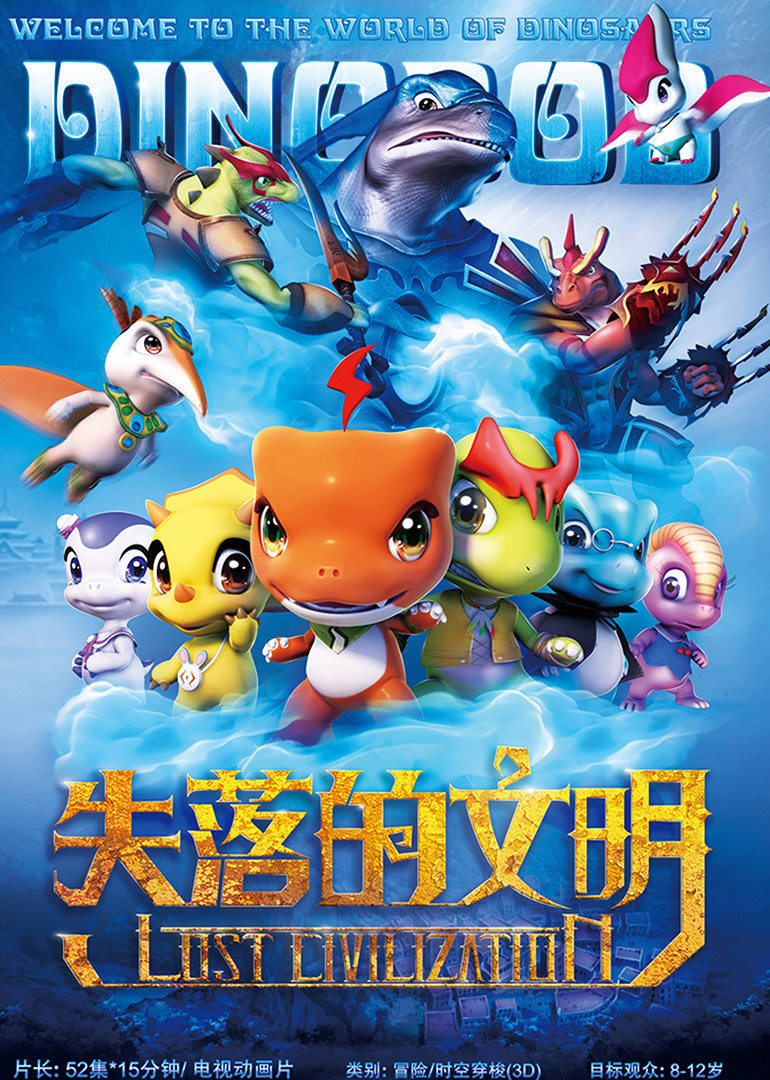 WELCOME TO THE WORLD OF DINOSAURS
失落的文明
LOST CIVILIZATION
片长: 52集*15分钟/ 电视动画片 类别: 冒险/时空穿梭(3D) 目标观众: 8-12岁